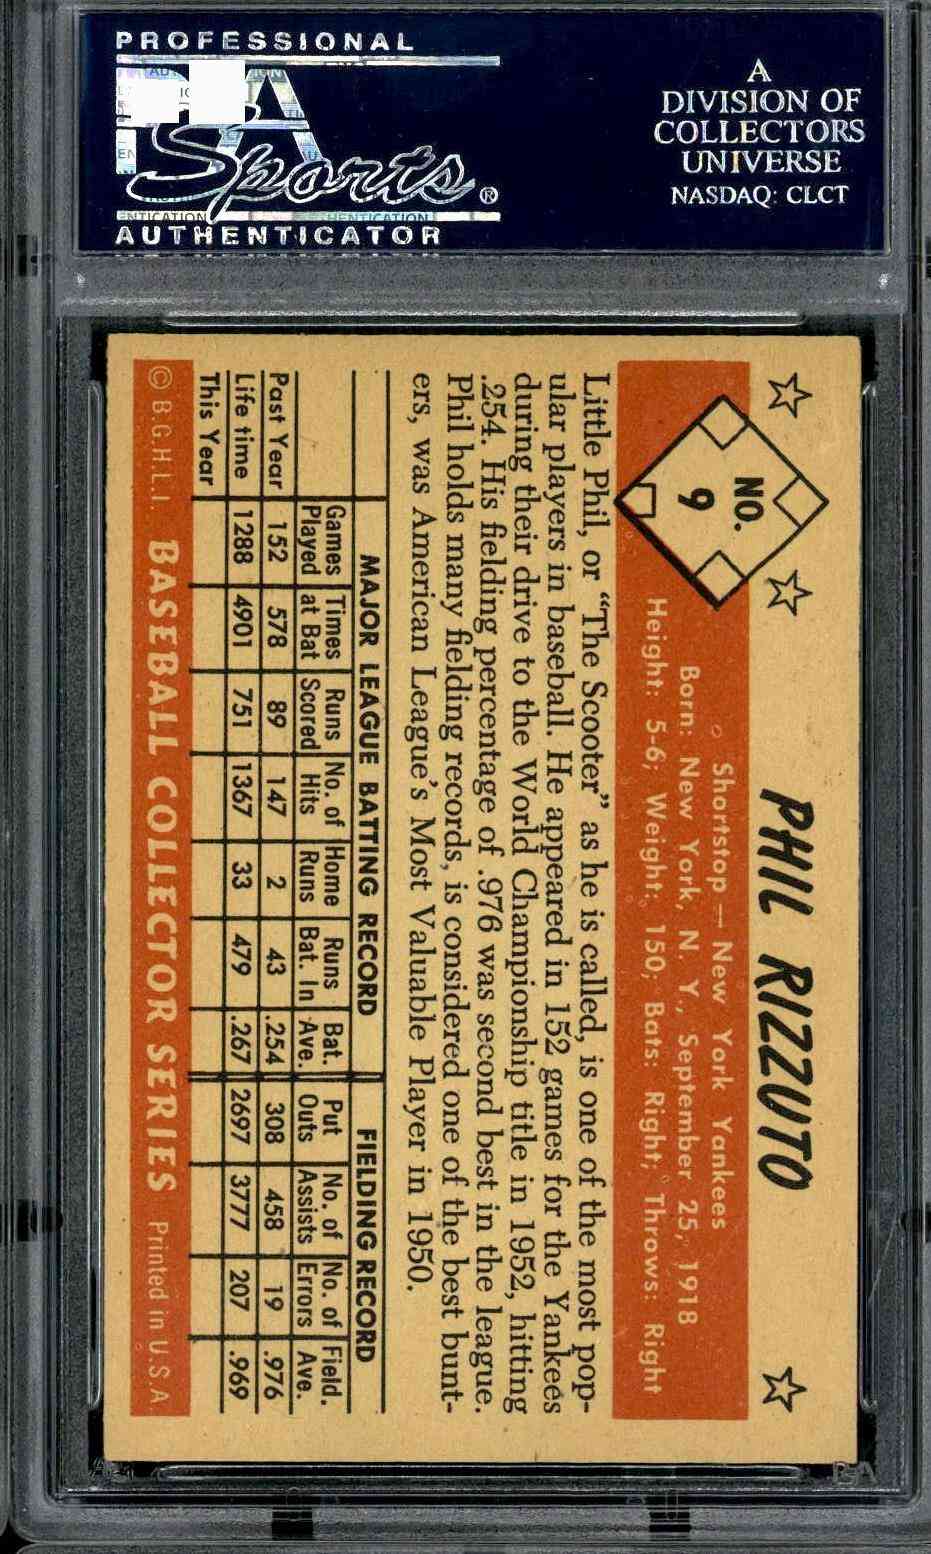 PROFESSIONAL
Sports®
AUTHENTICATOR
A
DIVISION OF
COLLECTORS
UNIVERSE
NASDAQ: CLCT
NO.
9
PHIL RIZZUTO
Shortstop — New York Yankees
Born: New York, N. Y., September 25, 1918
Height: 5-6; Weight: 150; Bats: Right; Throws: Right
Little Phil, or “The Scooter” as he is called, is one of the most pop-
ular players in baseball. He appeared in 152 games for the Yankees
during their drive to the World Championship title in 1952, hitting
.254. His fielding percentage of .976 was second best in the league.
Phil holds many fielding records, is considered one of the best bunt-
ers, was American League's Most Valuable Player in 1950.
MAJOR LEAGUE BATTING RECORD FIELDING RECORD
Games Times Runs No. of Home Runs Bat. Put No. of No. of Field.
Played at Bat Scored Hits Runs Bat. In Ave. Outs Assists Errors Ave.
Past Year 152 578 89 147 2 43 .254 308 458 19 .976
Life time 1288 4901 751 1367 33 479 .267 2697 3777 207 .969
This Year
© B.G.H.L.I. BASEBALL COLLECTOR SERIES Printed in U.S.A